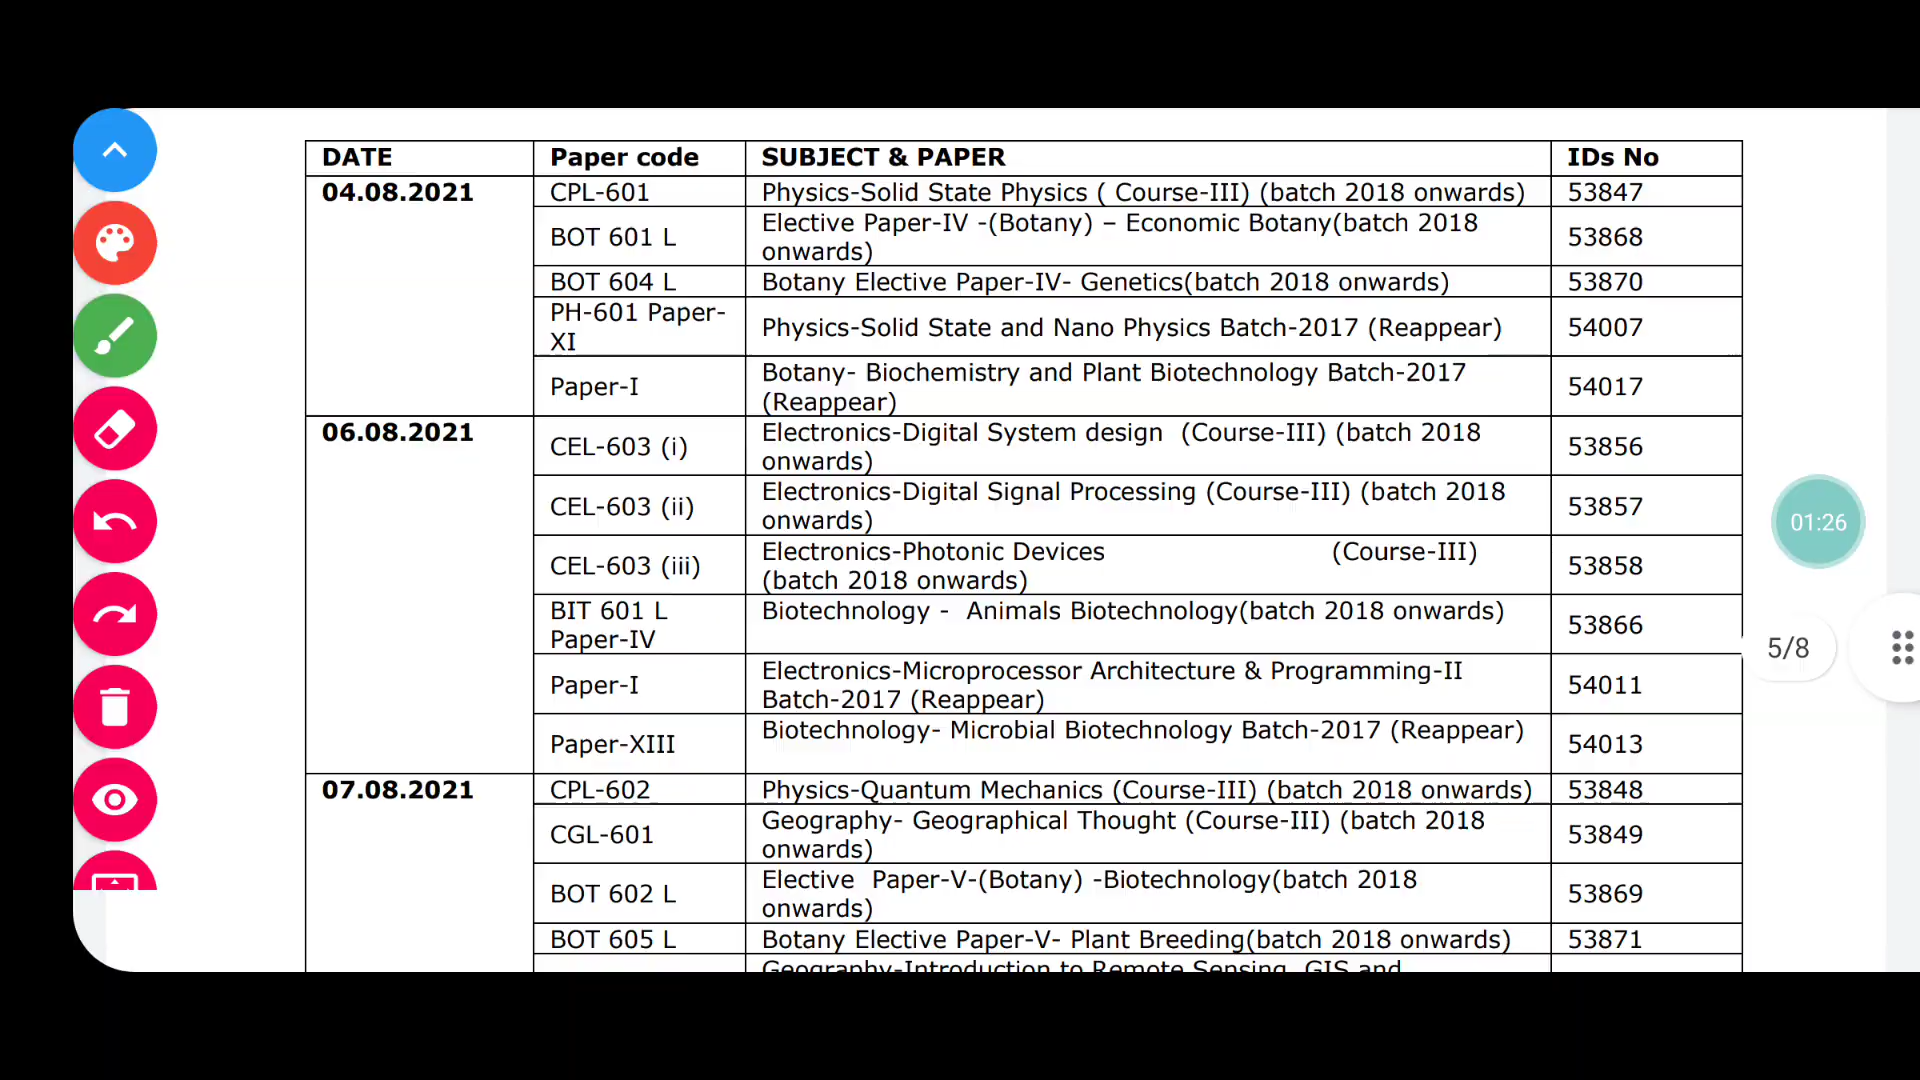 DATE Paper code SUBJECT & PAPER IDs No
04.08.2021 CPL-601 Physics-Solid State Physics ( Course-III) (batch 2018 onwards) 53847
BOT 601 L Elective Paper-IV -(Botany) – Economic Botany(batch 2018
onwards) 53868
BOT 604 L Botany Elective Paper-IV- Genetics(batch 2018 onwards) 53870
PH-601 Paper-
XI Physics-Solid State and Nano Physics Batch-2017 (Reappear) 54007
Paper-I Botany- Biochemistry and Plant Biotechnology Batch-2017
(Reappear) 54017
06.08.2021 CEL-603 (i) Electronics-Digital System design (Course-III) (batch 2018
onwards) 53856
CEL-603 (ii) Electronics-Digital Signal Processing (Course-III) (batch 2018
onwards) 53857
CEL-603 (iii) Electronics-Photonic Devices (Course-III)
(batch 2018 onwards) 53858
BIT 601 L
Paper-IV Biotechnology - Animals Biotechnology(batch 2018 onwards) 53866
Paper-I Electronics-Microprocessor Architecture & Programming-II
Batch-2017 (Reappear) 54011
Paper-XIII Biotechnology- Microbial Biotechnology Batch-2017 (Reappear) 54013
07.08.2021 CPL-602 Physics-Quantum Mechanics (Course-III) (batch 2018 onwards) 53848
CGL-601 Geography- Geographical Thought (Course-III) (batch 2018
onwards) 53849
BOT 602 L Elective Paper-V-(Botany) -Biotechnology(batch 2018
onwards) 53869
BOT 605 L Botany Elective Paper-V- Plant Breeding(batch 2018 onwards) 53871
Geography-Introduction to Remote Sensing, GIS and
01:26
5/8